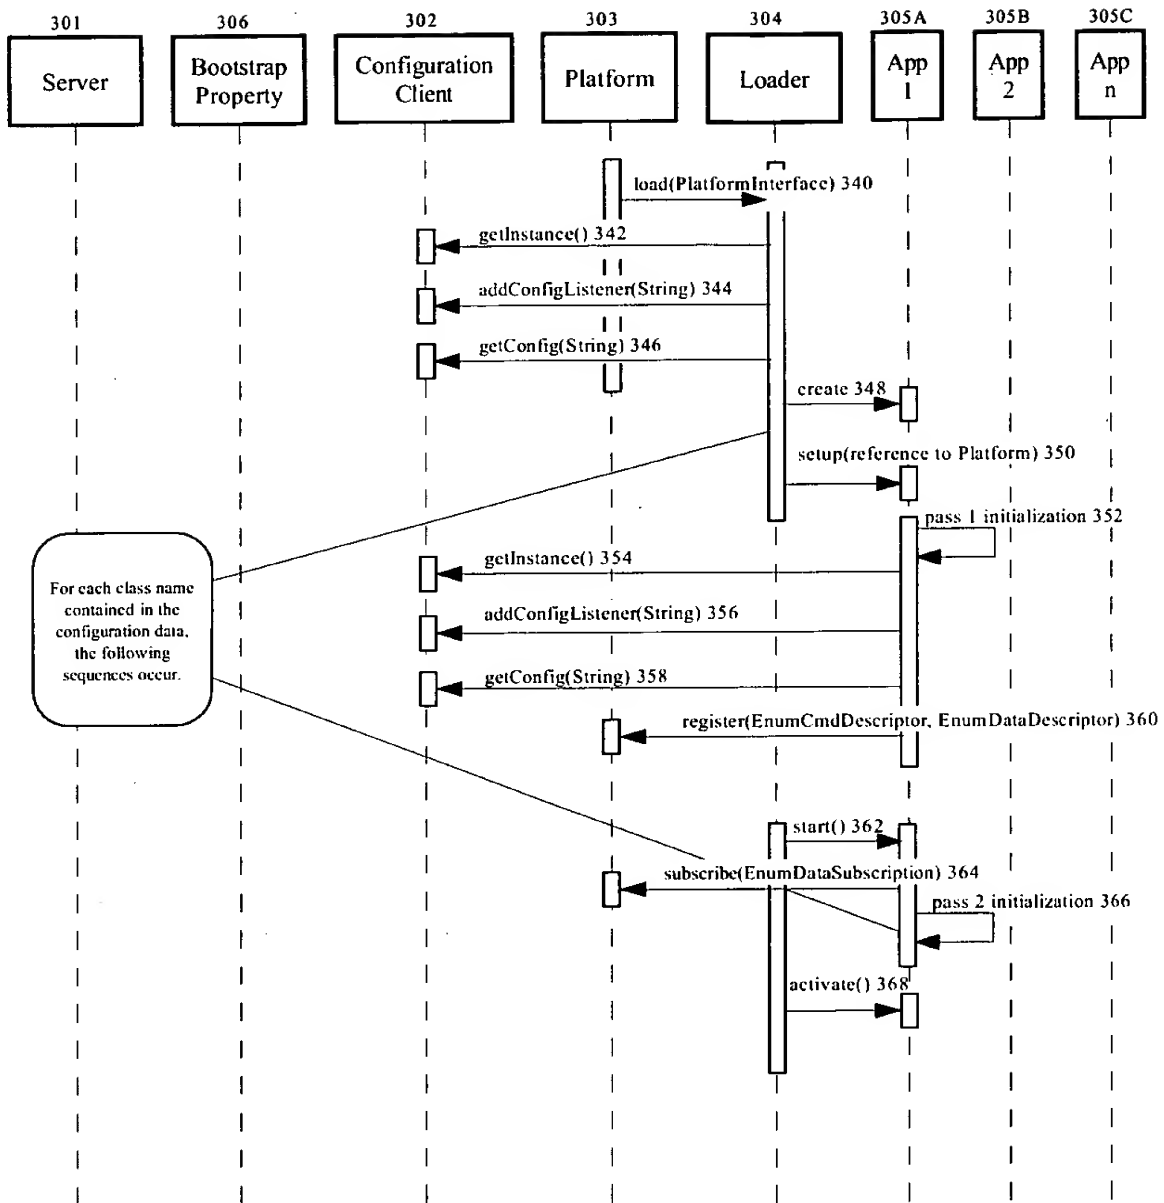 301 306 302 303 304 305A 305B 305C
Server
Bootstrap
Property
Configuration
Client
Platform
Loader
App
1
App
2
App
n
load(PlatformInterface) 340
getInstance() 342
addConfigListener(String) 344
getConfig(String) 346
create 348
setup(reference to Platform) 350
pass 1 initialization 352
For each class name
contained in the
configuration data,
the following
sequences occur.
getInstance() 354
addConfigListener(String) 356
getConfig(String) 358
register(EnumCmdDescriptor, EnumDataDescriptor) 360
start() 362
subscribe(EnumDataSubscription) 364
pass 2 initialization 366
activate() 368